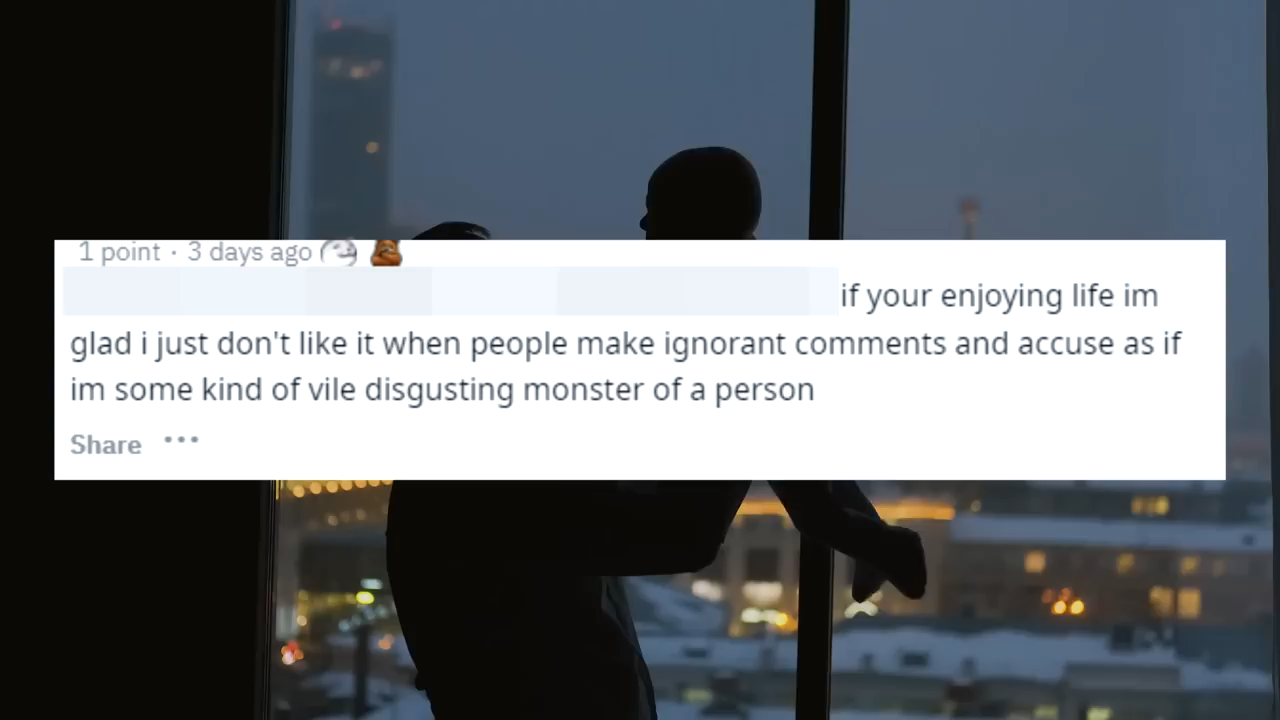 1 point · 3 days ago
if your enjoying life im
glad i just don't like it when people make ignorant comments and accuse as if
im some kind of vile disgusting monster of a person
Share •••